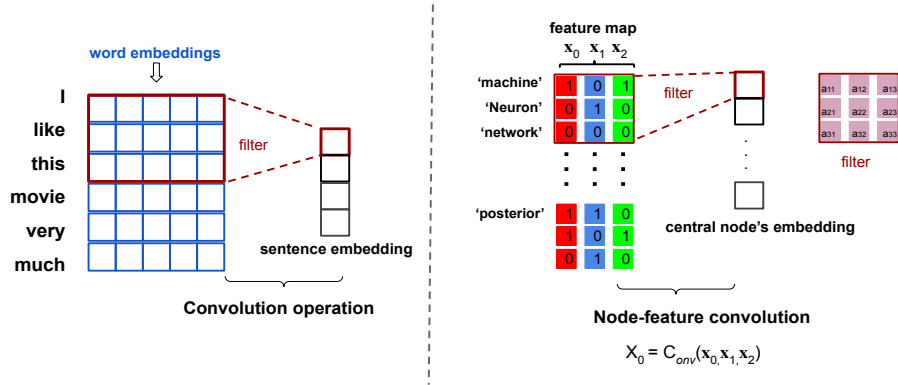 word embeddings
I
like
this
movie
very
much
filter
sentence embedding
Convolution operation
feature map
x0 x1 x2
'machine' 1 0 1
'Neuron' 0 1 0
'network' 0 0 0
'posterior' 1 1 0
1 0 1
0 1 0
filter
central node's embedding
a11 a12 a13
a21 a22 a23
a31 a32 a33
filter
Node-feature convolution
X0 = Conv(x0,x1,x2)